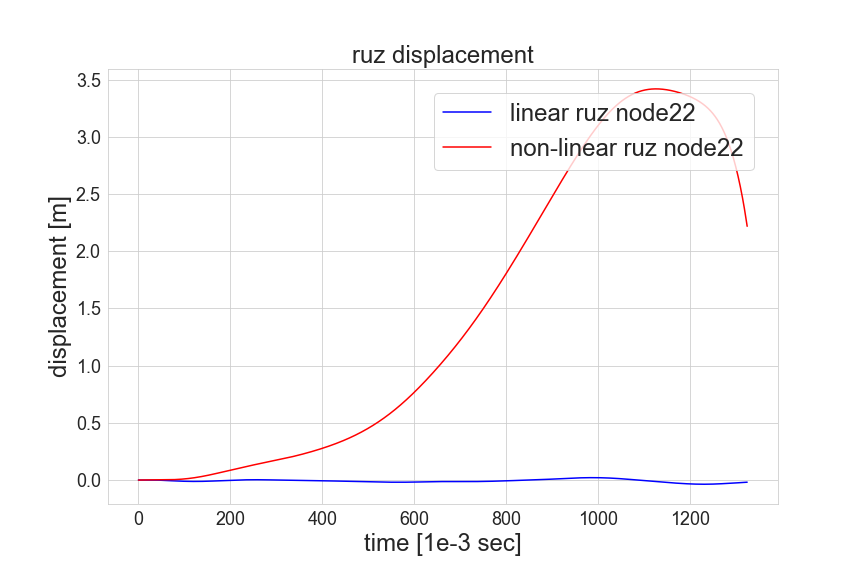 ruz displacement
linear ruz node22
non-linear ruz node22
displacement [m]
3.5
3.0
2.5
2.0
1.5
1.0
0.5
0.0
0 200 400 600 800 1000 1200
time [1e-3 sec]